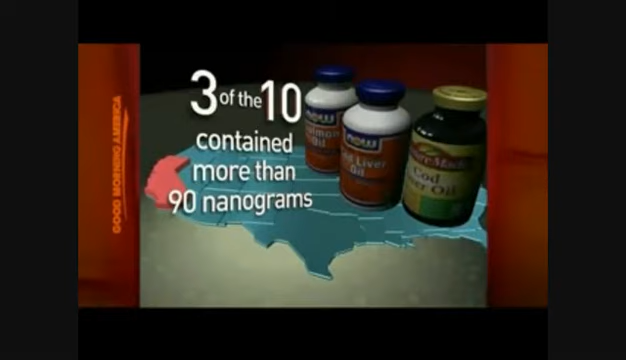 3 of the 10
contained
more than
90 nanograms
GOOD MORNING AMERICA
NOW
Salmon
Oil
NOW
Cod Liver
Oil
Nature Made
Cod
Liver Oil